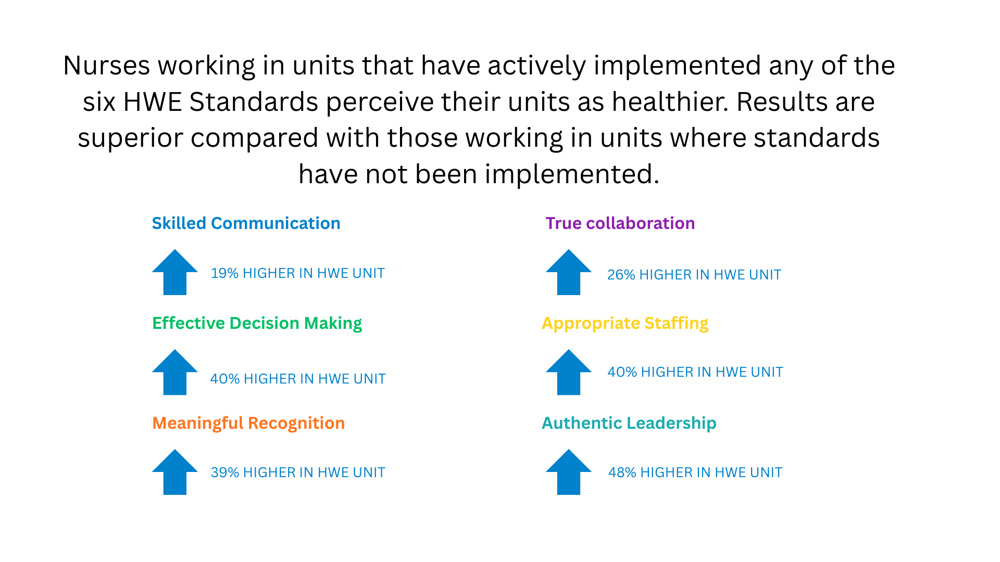 Nurses working in units that have actively implemented any of the
six HWE Standards perceive their units as healthier. Results are
superior compared with those working in units where standards
have not been implemented.
Skilled Communication
19% HIGHER IN HWE UNIT
True collaboration
26% HIGHER IN HWE UNIT
Effective Decision Making
40% HIGHER IN HWE UNIT
Appropriate Staffing
40% HIGHER IN HWE UNIT
Meaningful Recognition
39% HIGHER IN HWE UNIT
Authentic Leadership
48% HIGHER IN HWE UNIT